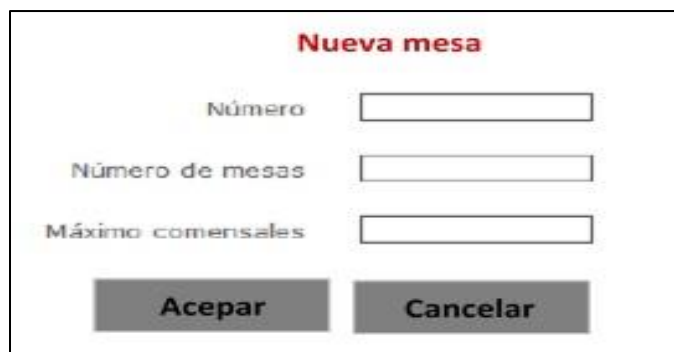 Nueva mesa
Número
Número de mesas
Máximo comensales
Acepar Cancelar